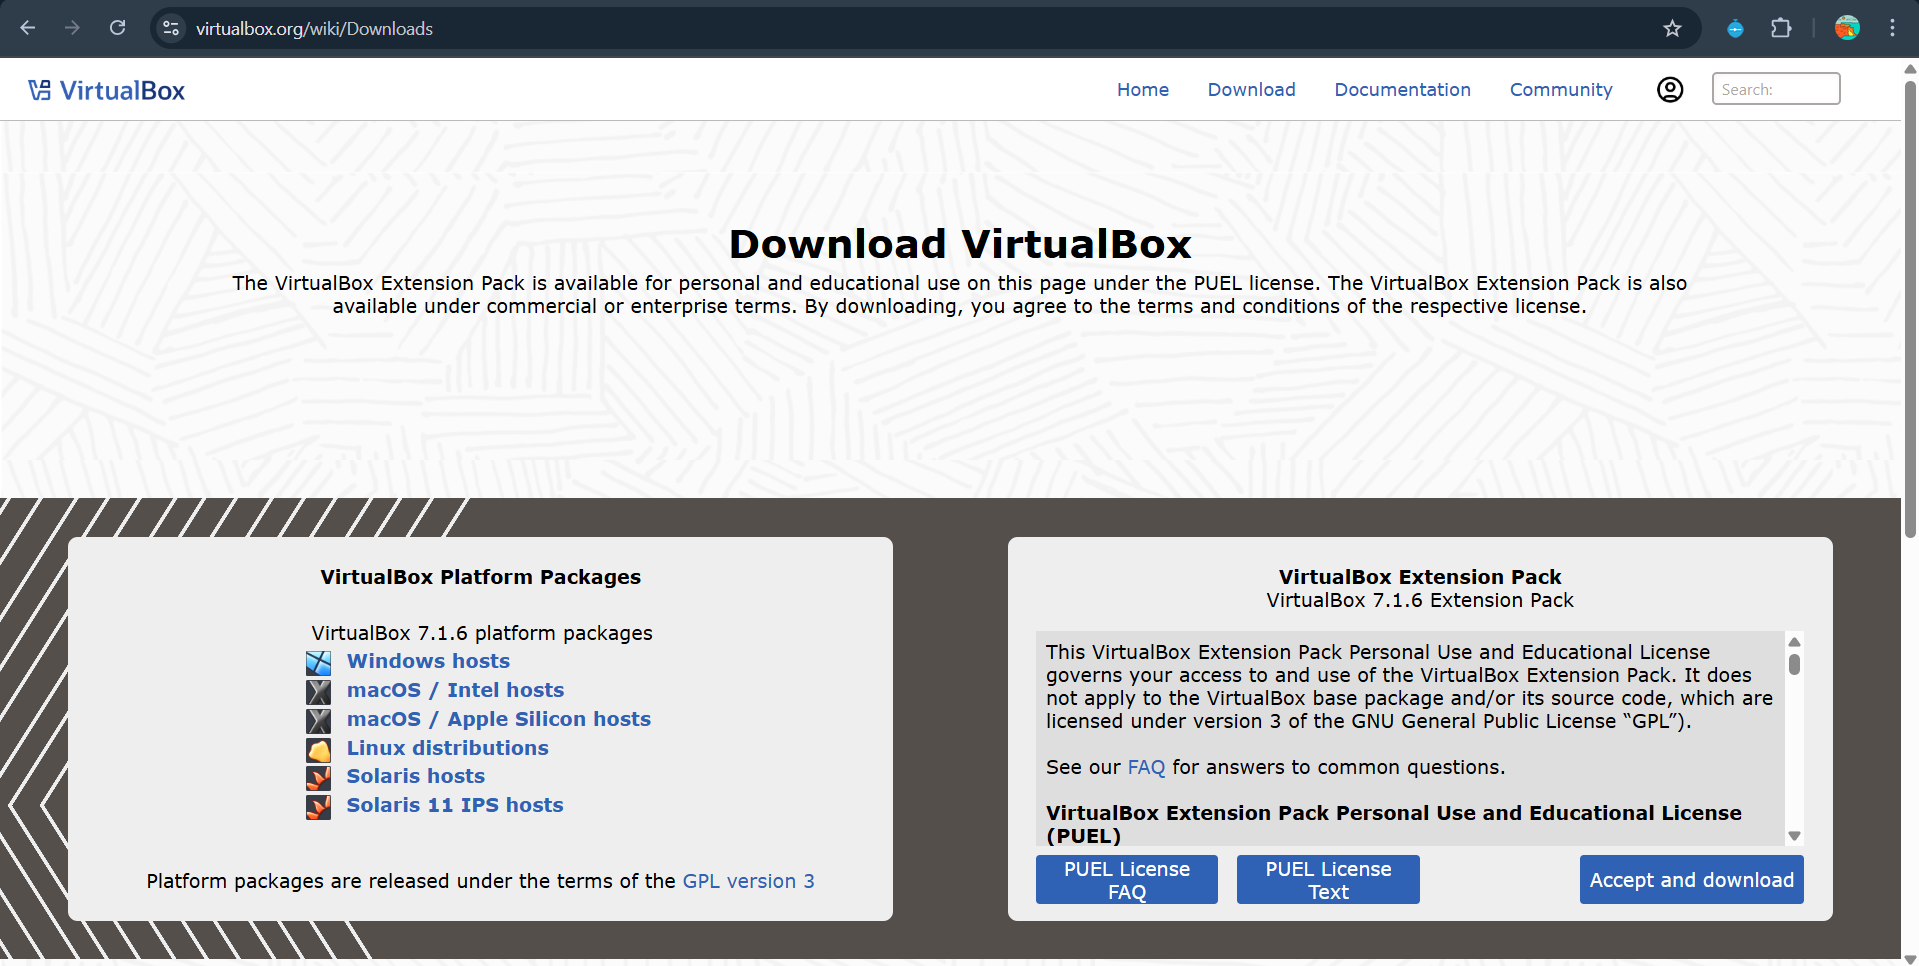 virtualbox.org/wiki/Downloads
VirtualBox
Home
Download
Documentation
Community
Search:
Download VirtualBox
The VirtualBox Extension Pack is available for personal and educational use on this page under the PUEL license. The VirtualBox Extension Pack is also
available under commercial or enterprise terms. By downloading, you agree to the terms and conditions of the respective license.
VirtualBox Platform Packages
VirtualBox 7.1.6 platform packages
Windows hosts
macOS / Intel hosts
macOS / Apple Silicon hosts
Linux distributions
Solaris hosts
Solaris 11 IPS hosts
Platform packages are released under the terms of the GPL version 3
VirtualBox Extension Pack
VirtualBox 7.1.6 Extension Pack
This VirtualBox Extension Pack Personal Use and Educational License
governs your access to and use of the VirtualBox Extension Pack. It does
not apply to the VirtualBox base package and/or its source code, which are
licensed under version 3 of the GNU General Public License “GPL”).
See our FAQ for answers to common questions.
VirtualBox Extension Pack Personal Use and Educational License
(PUEL)
PUEL License
FAQ
PUEL License
Text
Accept and download